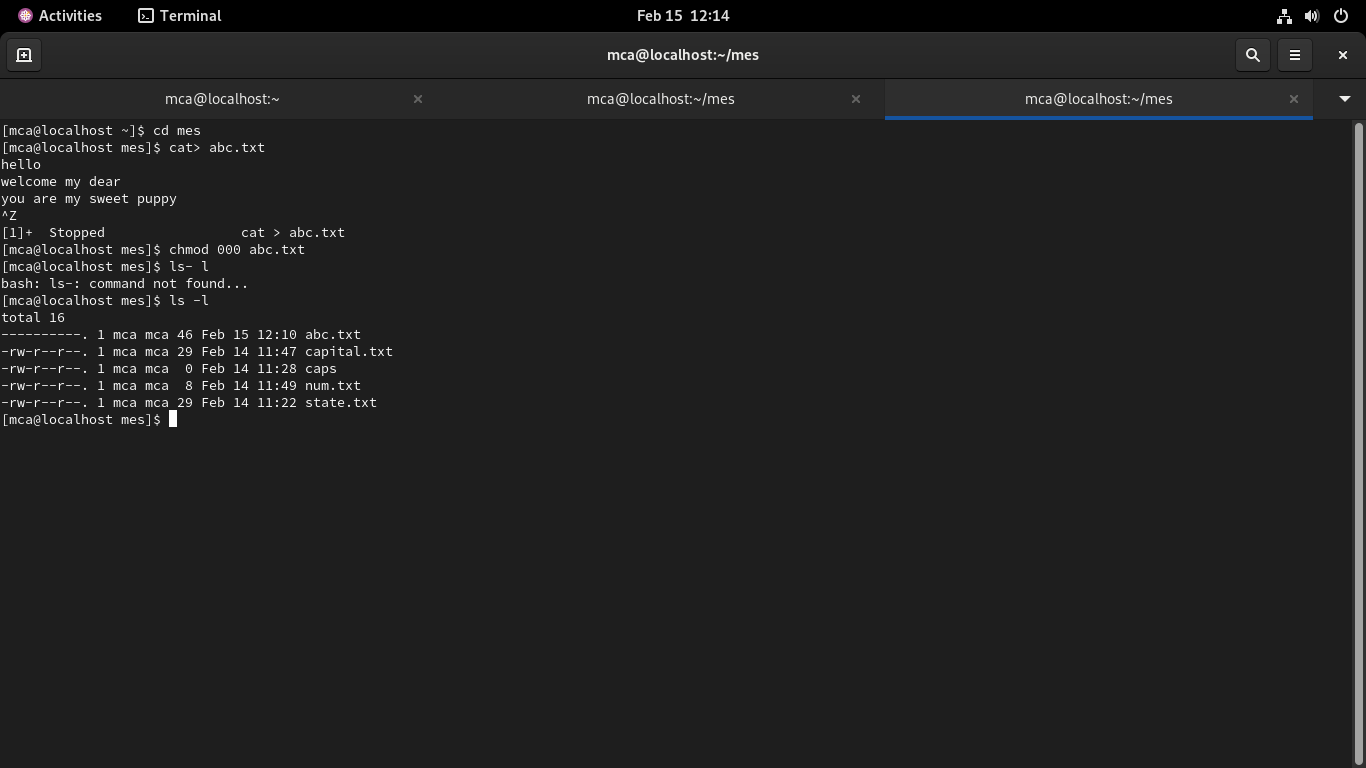 Activities Terminal Feb 15 12:14
mca@localhost:~/mes
mca@localhost:~ mca@localhost:~/mes mca@localhost:~/mes
[mca@localhost ~]$ cd mes
[mca@localhost mes]$ cat> abc.txt
hello
welcome my dear
you are my sweet puppy
^Z
[1]+  Stopped                 cat > abc.txt
[mca@localhost mes]$ chmod 000 abc.txt
[mca@localhost mes]$ ls- l
bash: ls-: command not found...
[mca@localhost mes]$ ls -l
total 16
----------. 1 mca mca 46 Feb 15 12:10 abc.txt
-rw-r--r--. 1 mca mca 29 Feb 14 11:47 capital.txt
-rw-r--r--. 1 mca mca  0 Feb 14 11:28 caps
-rw-r--r--. 1 mca mca  8 Feb 14 11:49 num.txt
-rw-r--r--. 1 mca mca 29 Feb 14 11:22 state.txt
[mca@localhost mes]$